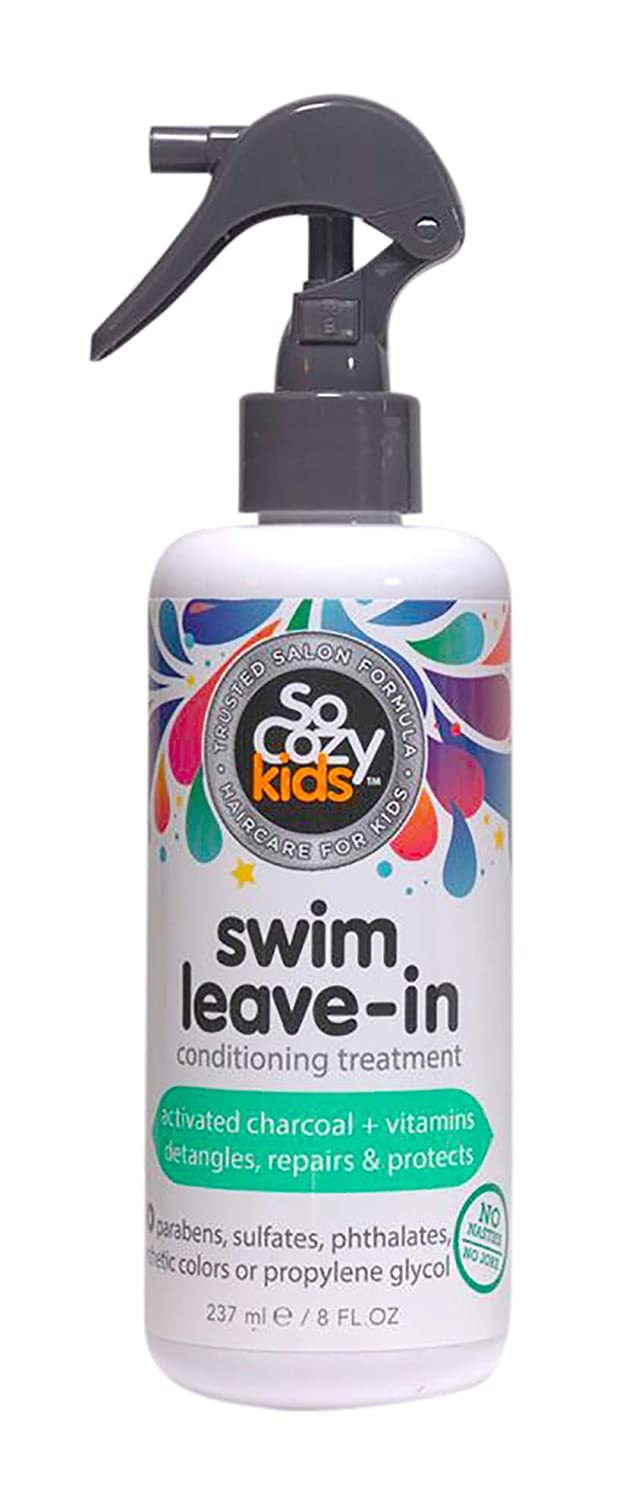 TRUSTED SALON FORMULA
So
Cozy
kids™
HAIRCARE FOR KIDS
swim
leave-in
conditioning treatment
activated charcoal + vitamins
detangles, repairs & protects
parabens, sulfates, phthalates,
colors or propylene glycol
NO
NASTIES
NO JOKE
237 ml ℮ / 8 FL.OZ